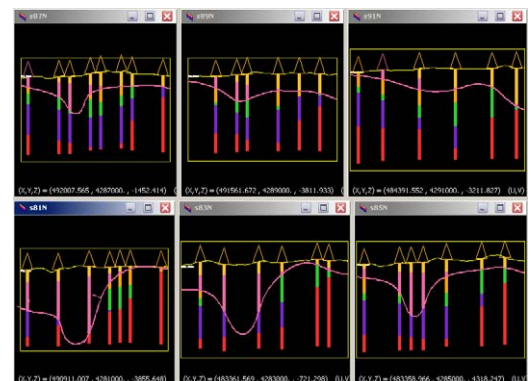 s87N
s89N
s91N
(X,Y,Z) = (492007.565 , 4287000. , -1452.414) (
(X,Y,Z) = (491561.672 , 4289000. , -3811.933) (
(X,Y,Z) = (484391.552 , 4291000. , -3211.827) (U,V)
s81N
s83N
s85N
(X,Y,Z) = (490911.007 , 4281000. , -3855.648) (
(X,Y,Z) = (483361.569 , 4283000. , -721.298) (U,V)
(X,Y,Z) = (483358.966 , 4285000. , -4318.247) (U,V